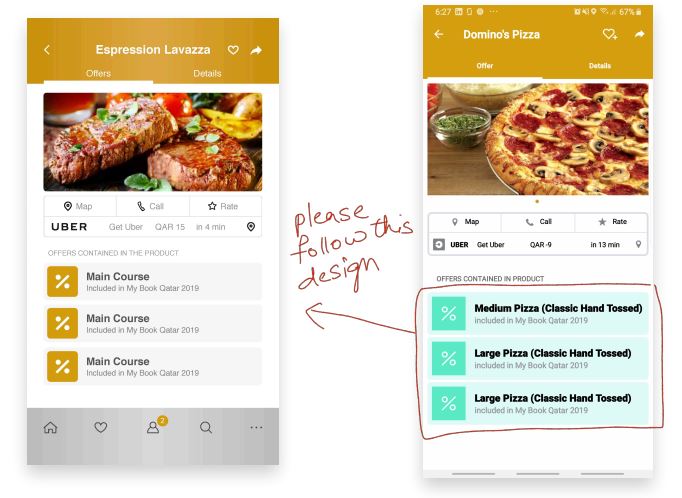 Espression Lavazza
Offers
Details
Map
Call
Rate
UBER
Get Uber
QAR 15
in 4 min
OFFERS CONTAINED IN THE PRODUCT
Main Course
Included in My Book Qatar 2019
Main Course
Included in My Book Qatar 2019
Main Course
Included in My Book Qatar 2019
2
please
follow this
design
6:27
67%
Domino's Pizza
Offer
Details
Map
Call
Rate
UBER
Get Uber
QAR -9
in 13 min
OFFERS CONTAINED IN PRODUCT
Medium Pizza (Classic Hand Tossed)
included in My Book Qatar 2019
Large Pizza (Classic Hand Tossed)
included in My Book Qatar 2019
Large Pizza (Classic Hand Tossed)
included in My Book Qatar 2019